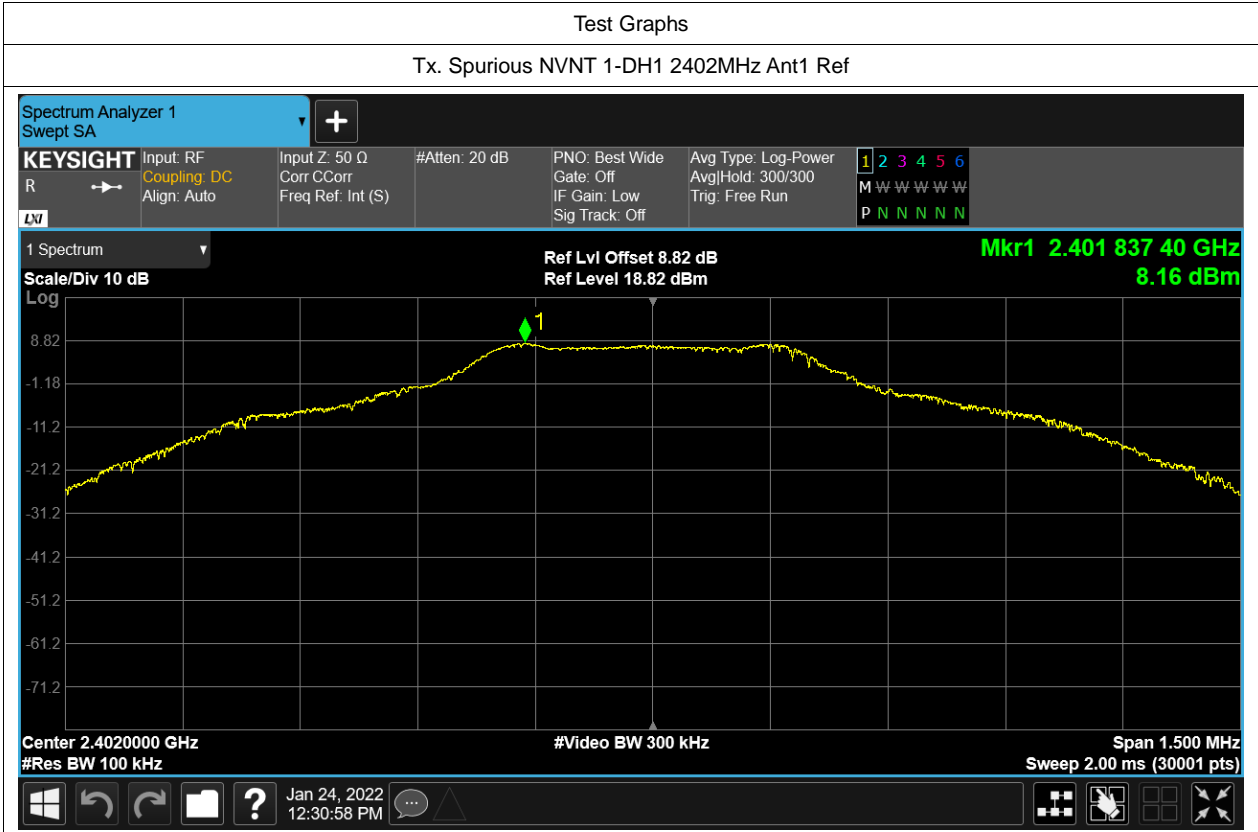 Test Graphs
Tx. Spurious NVNT 1-DH1 2402MHz Ant1 Ref
Spectrum Analyzer 1
Swept SA
KEYSIGHT
R
LXI
Input: RF
Coupling: DC
Align: Auto
Input Z: 50 Ω
Corr CCorr
Freq Ref: Int (S)
#Atten: 20 dB
PNO: Best Wide
Gate: Off
IF Gain: Low
Sig Track: Off
Avg Type: Log-Power
Avg|Hold: 300/300
Trig: Free Run
1 2 3 4 5 6
M W W W W W
P N N N N N
1 Spectrum
Scale/Div 10 dB
Log
Ref Lvl Offset 8.82 dB
Ref Level 18.82 dBm
Mkr1 2.401 837 40 GHz
8.16 dBm
1
8.82
-1.18
-11.2
-21.2
-31.2
-41.2
-51.2
-61.2
-71.2
Center 2.4020000 GHz
#Res BW 100 kHz
#Video BW 300 kHz
Span 1.500 MHz
Sweep 2.00 ms (30001 pts)
?
Jan 24, 2022
12:30:58 PM